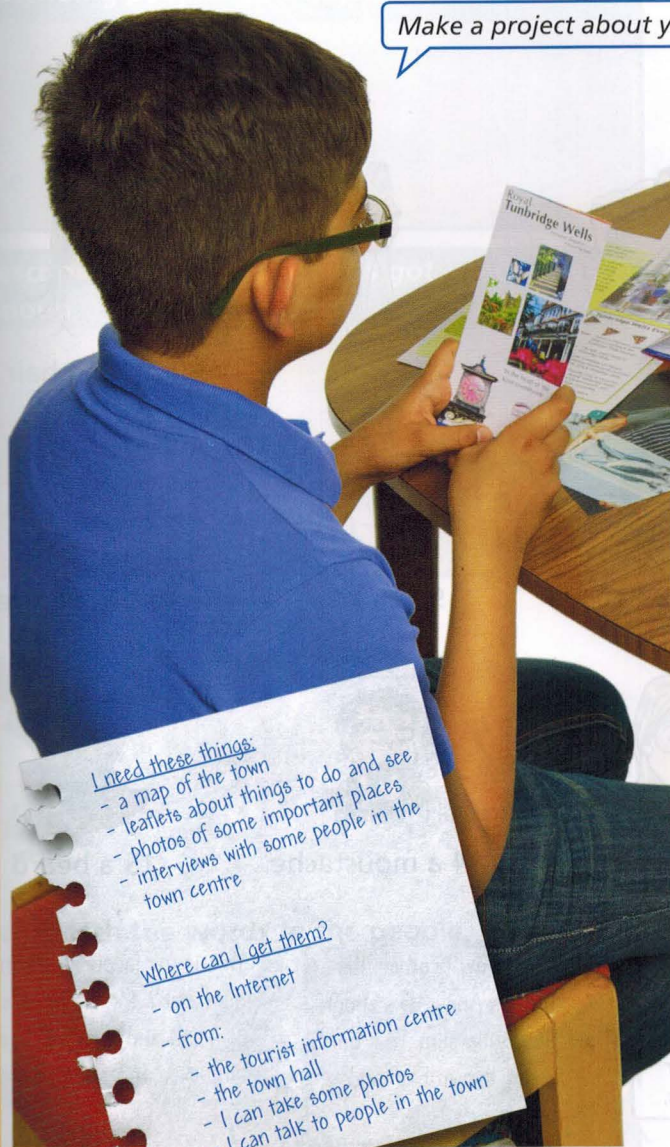 Make a project about y
Royal
Tunbridge Wells
I need these things:
- a map of the town
- leaflets about things to do and see
- photos of some important places
- interviews with some people in the
town centre
Where can I get them?
- on the Internet
- from:
- the tourist information centre
- the town hall
- I can take some photos
I can talk to people in the town